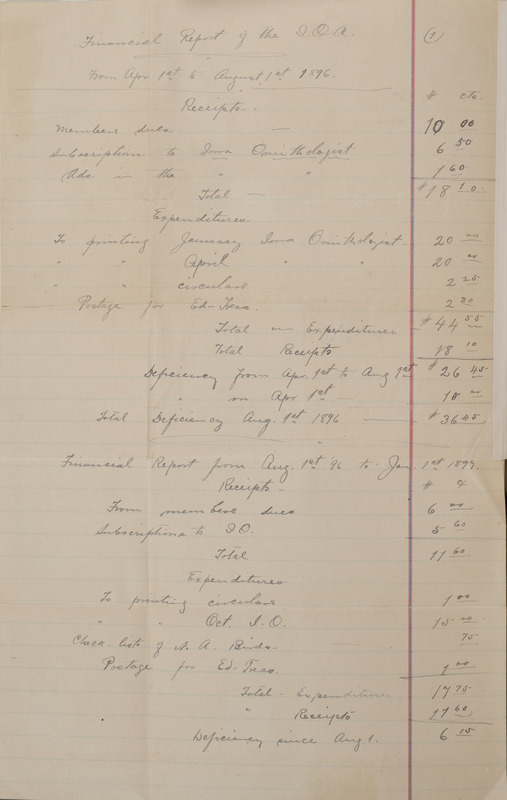 Financial Report of the I.O.A. (1)
From Apr 1st to August 1st 1896.
Receipts. $ cts.
Members dues — 10 00
Subscriptions to Iowa Ornithologist 6 50
Ads. in the " " 1 60
Total — $18 10
Expenditures
To printing January Iowa Ornithologist 20 00
" " April " " 20 00
" " circulars 2 25
Postage for Ed-Treas. 2 30
Total Expenditures $44 55
Total Receipts 18 10
Deficiency from Apr. 1st to Aug 1st $26 45
" on Apr 1st — 10 00
Total Deficiency Aug. 1st 1896 — $36 45
Financial Report from Aug. 1st '96 to Jan. 1st 1897.
Receipts — $ ¢
From members dues 6 00
Subscriptions to I.O. 5 60
Total 11 60
Expenditures
To printing circulars 1 00
" " Oct. I.O. 15 00
Check lists of N. A. Birds 75
Postage for Ed-Treas. 1 00
Total - Expenditures 17 75
" Receipts 11 60
Deficiency since Aug 1. 6 15